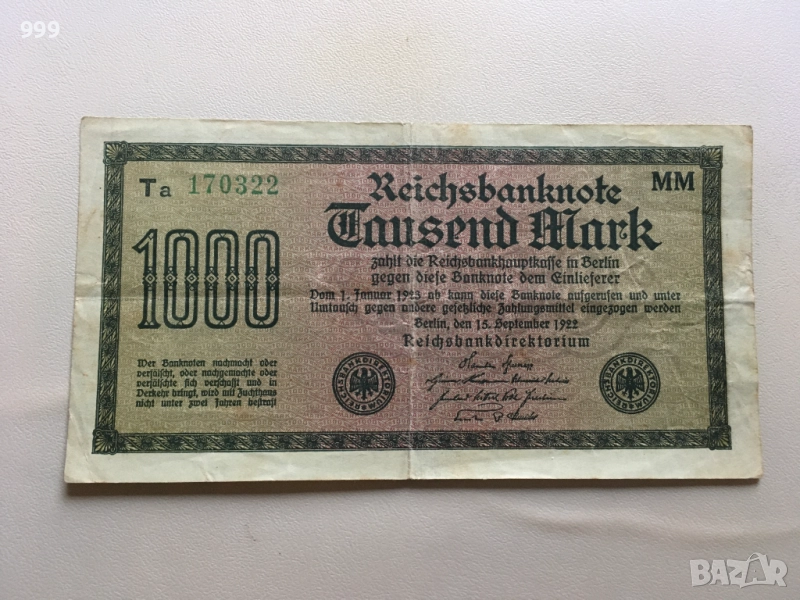 999
Ta 170322
Reichsbanknote
MM
1000
Tausend Mark
zahlt die Reichsbankhauptkasse in Berlin
gegen diese Banknote dem Einlieferer
Vom 1. Januar 1923 ab kann diese Banknote aufgerufen und unter
Umtausch gegen andere gesetzliche Zahlungsmittel eingezogen werden
Berlin, den 15. September 1922
Reichsbankdirektorium
Wer Banknoten nachmacht oder
verfälscht, oder nachgemachte oder
verfälschte sich verschafft und in
Verkehr bringt, wird mit Zuchthaus
nicht unter zwei Jahren bestraft
REICHSBANKDIREKTORIUM
REICHSBANKDIREKTORIUM
BAZAR